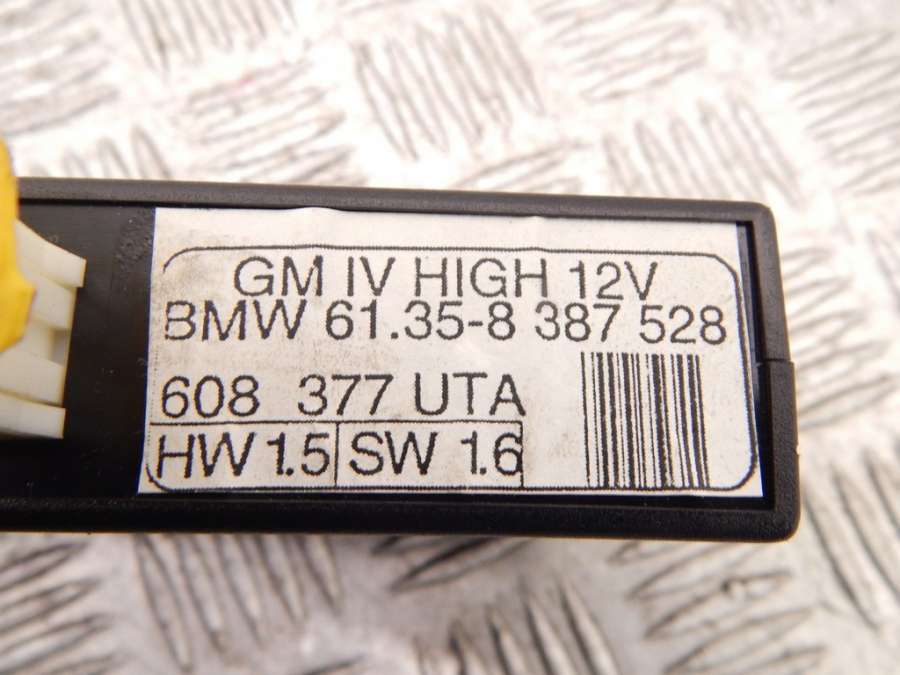 GM IV HIGH 12V
BMW 61.35-8 387 528
608 377 UTA
HW 1.5 SW 1.6